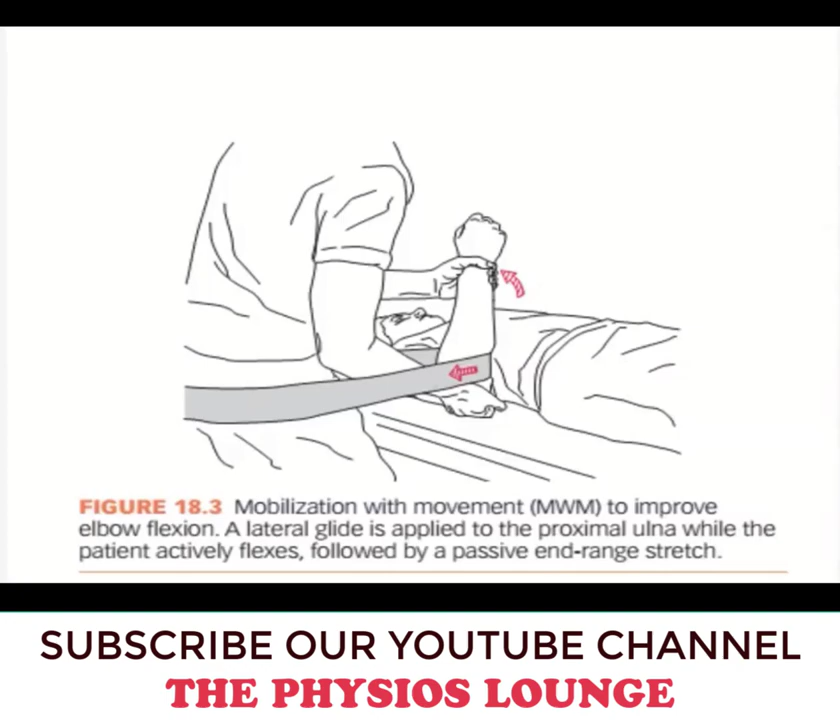 FIGURE 18.3 Mobilization with movement (MWM) to improve
elbow flexion. A lateral glide is applied to the proximal ulna while the
patient actively flexes, followed by a passive end-range stretch.
SUBSCRIBE OUR YOUTUBE CHANNEL
THE PHYSIOS LOUNGE